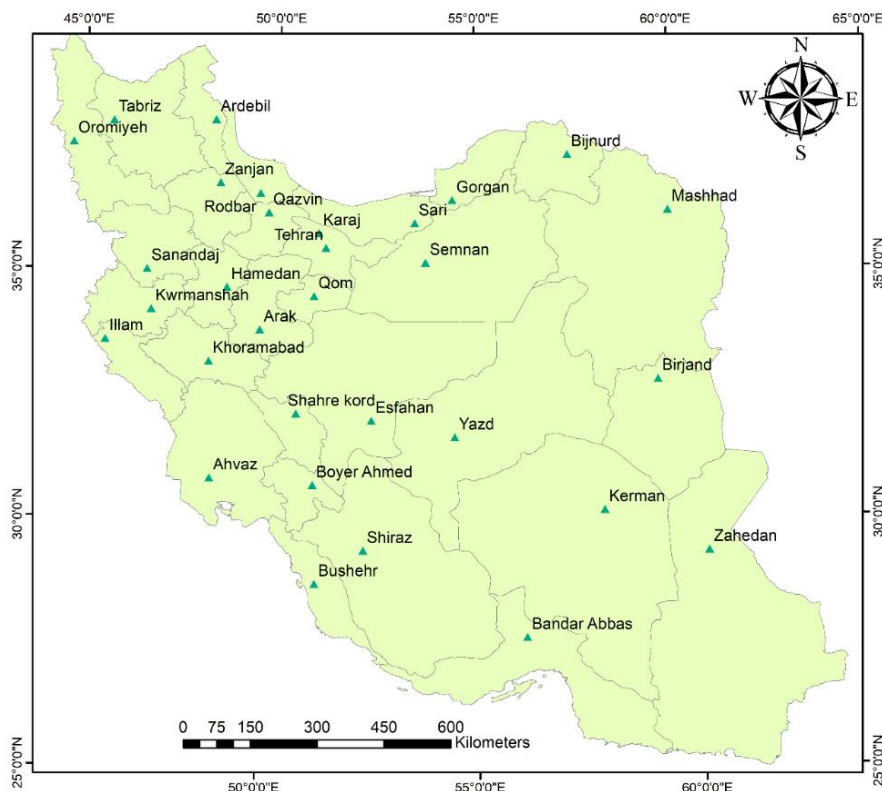 45°0'0"E 50°0'0"E 55°0'0"E 60°0'0"E 65°0'0"E
N
W E
S
Tabriz
Ardebil
Oromiyeh
Bijnurd
Zanjan
Mashhad
Gorgan
Qazvin
Rodbar
Sari
Karaj
Tehran
Semnan
Sanandaj
35°0'0"N
35°0'0"N
Hamedan
Qom
Kwrmanshah
Arak
Illam
Khoramabad
Birjand
Shahre kord
Esfahan
Yazd
Ahvaz
Boyer Ahmed
Kerman
30°0'0"N
30°0'0"N
Shiraz
Zahedan
Bushehr
Bandar Abbas
0 75 150 300 450 600
Kilometers
25°0'0"N
25°0'0"N
50°0'0"E 55°0'0"E 60°0'0"E